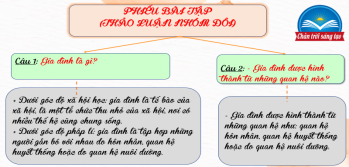 PHIẾU BÀI TẬP
(THẢO LUẬN NHÓM ĐÔI)
Chân trời sáng tạo
Câu 1: Gia đình là gì?
Câu 2: - Gia đình được hình
thành từ những quan hệ nào?
+ Dưới góc độ xã hội học: gia đình là tế bào của
xã hội, là một tổ chức thu nhỏ của xã hội, nơi có
nhiều thế hệ cùng chung sống.
+ Dưới góc độ pháp lí: gia đình là tập hợp những
người gắn bó với nhau do hôn nhân, quan hệ
huyết thống hoặc do quan hệ nuôi dưỡng.
- Gia đình được hình thành từ
những quan hệ như: quan hệ
hôn nhân, quan hệ huyết thống
hoặc do quan hệ nuôi dưỡng.